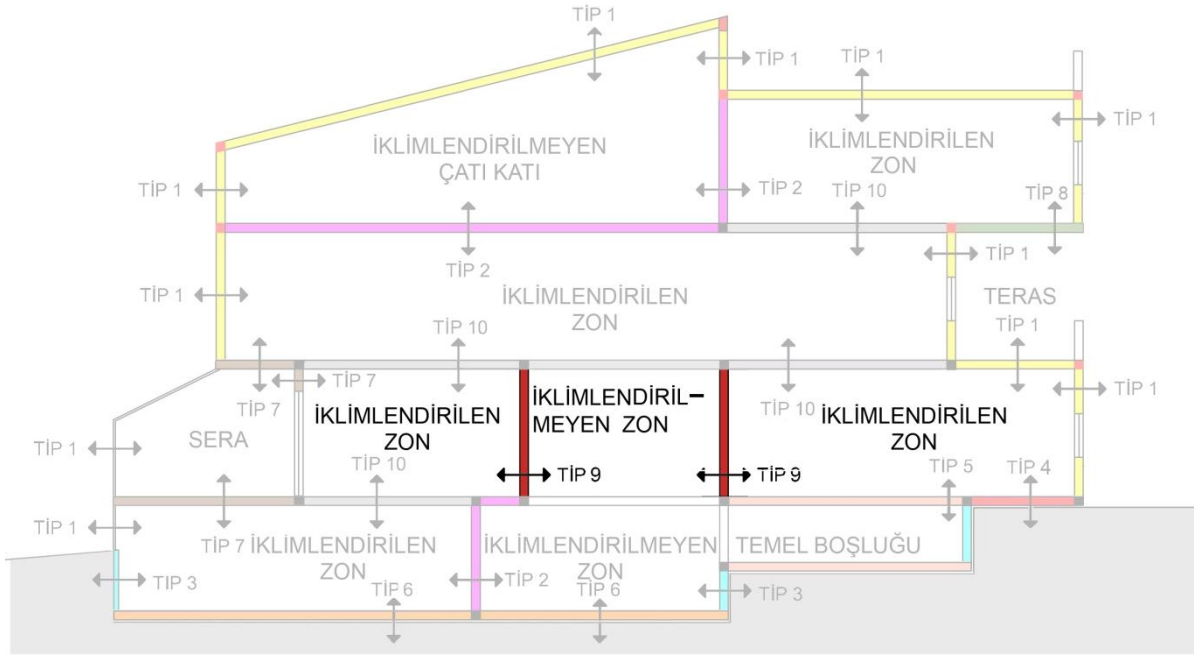 TİP 1
TİP 1
TİP 1
TİP 1
İKLİMLENDİRİLMEYEN
ÇATI KATI
İKLİMLENDİRİLEN
ZON
TİP 1
TİP 2
TİP 10
TİP 8
TİP 2
TİP 1
TİP 1
İKLİMLENDİRİLEN
ZON
TERAS
TİP 10
TİP 1
TİP 7
TİP 7
İKLİMLENDİRİLEN
ZON
İKLİMLENDİRİL–
MEYEN ZON
TİP 10
İKLİMLENDİRİLEN
ZON
TİP 1
SERA
TİP 1
TİP 10
TİP 9
TİP 9
TİP 5
TİP 4
TİP 1
TİP 7
İKLİMLENDİRİLEN
ZON
İKLİMLENDİRİLMEYEN
ZON
TEMEL BOŞLUĞU
TIP 3
TİP 6
TİP 2
TİP 6
TİP 3